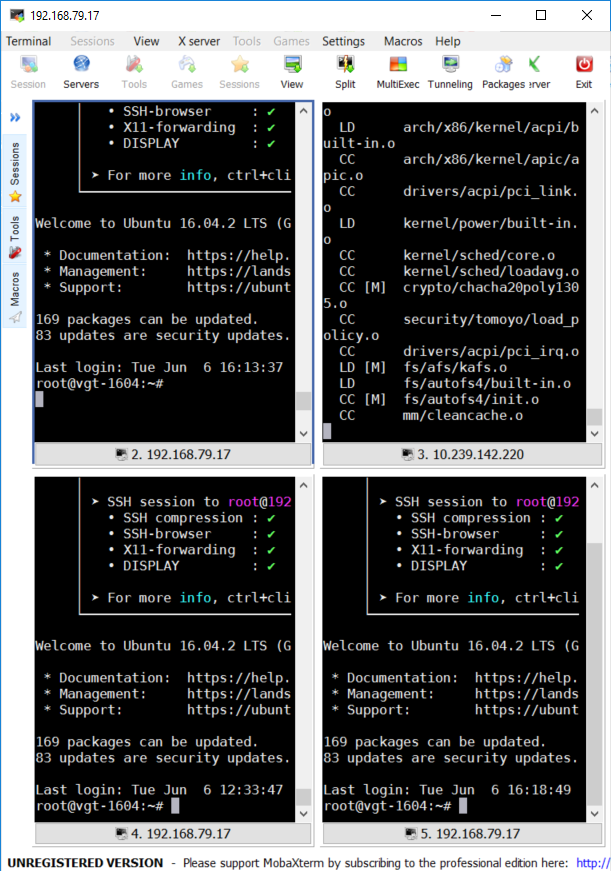 192.168.79.17
Terminal Sessions View X server Tools Games Settings Macros Help
Session Servers Tools Games Sessions View Split MultiExec Tunneling Packages erver Exit
Sessions
Tools
Macros
• SSH-browser : ✔
• X11-forwarding : ✔
• DISPLAY : ✔
➤ For more info, ctrl+cli
Welcome to Ubuntu 16.04.2 LTS (G
* Documentation: https://help.
* Management: https://lands
* Support: https://ubunt
169 packages can be updated.
83 updates are security updates.
Last login: Tue Jun 6 16:13:37
root@vgt-1604:~#
2. 192.168.79.17
o
LD arch/x86/kernel/acpi/b
uilt-in.o
CC arch/x86/kernel/apic/a
pic.o
CC drivers/acpi/pci_link.
o
LD kernel/power/built-in.
o
CC kernel/sched/core.o
CC kernel/sched/loadavg.o
CC [M] crypto/chacha20poly130
5.o
CC security/tomoyo/load_p
olicy.o
CC drivers/acpi/pci_irq.o
LD [M] fs/afs/kafs.o
LD fs/autofs4/built-in.o
CC [M] fs/autofs4/init.o
CC mm/cleancache.o
3. 10.239.142.220
➤ SSH session to root@192
• SSH compression : ✔
• SSH-browser : ✔
• X11-forwarding : ✔
• DISPLAY : ✔
➤ For more info, ctrl+cli
Welcome to Ubuntu 16.04.2 LTS (G
* Documentation: https://help.
* Management: https://lands
* Support: https://ubunt
169 packages can be updated.
83 updates are security updates.
Last login: Tue Jun 6 12:33:47
root@vgt-1604:~#
4. 192.168.79.17
➤ SSH session to root@192
• SSH compression : ✔
• SSH-browser : ✔
• X11-forwarding : ✔
• DISPLAY : ✔
➤ For more info, ctrl+cli
Welcome to Ubuntu 16.04.2 LTS (G
* Documentation: https://help.
* Management: https://lands
* Support: https://ubunt
169 packages can be updated.
83 updates are security updates.
Last login: Tue Jun 6 16:18:49
root@vgt-1604:~#
5. 192.168.79.17
UNREGISTERED VERSION - Please support MobaXterm by subscribing to the professional edition here: http://